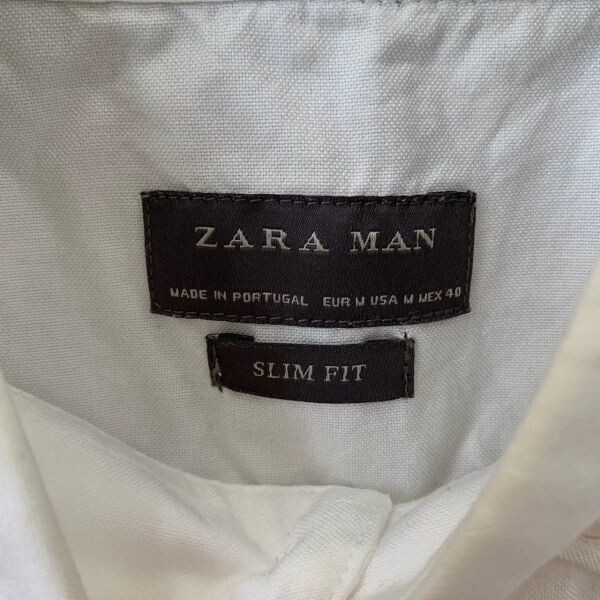 ZARA MAN
MADE IN PORTUGAL EUR M USA M MEX 40
SLIM FIT